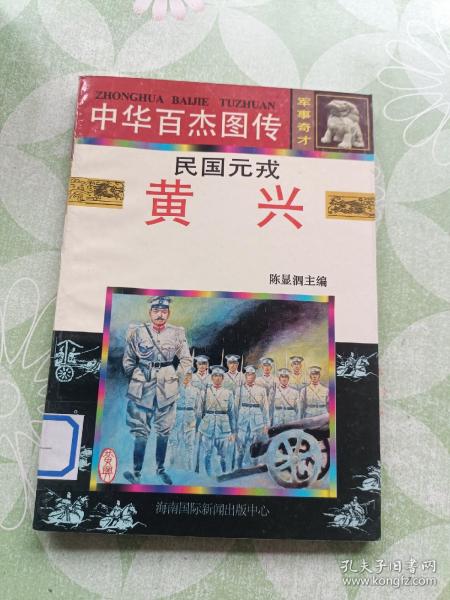 ZHONGHUA BAIJIE TUZHUAN
中华百杰图传
军事奇才
民国元戎
黄 兴
陈显泗主编
海南国际新闻出版中心
孔夫子旧书网
www.kongfz.com